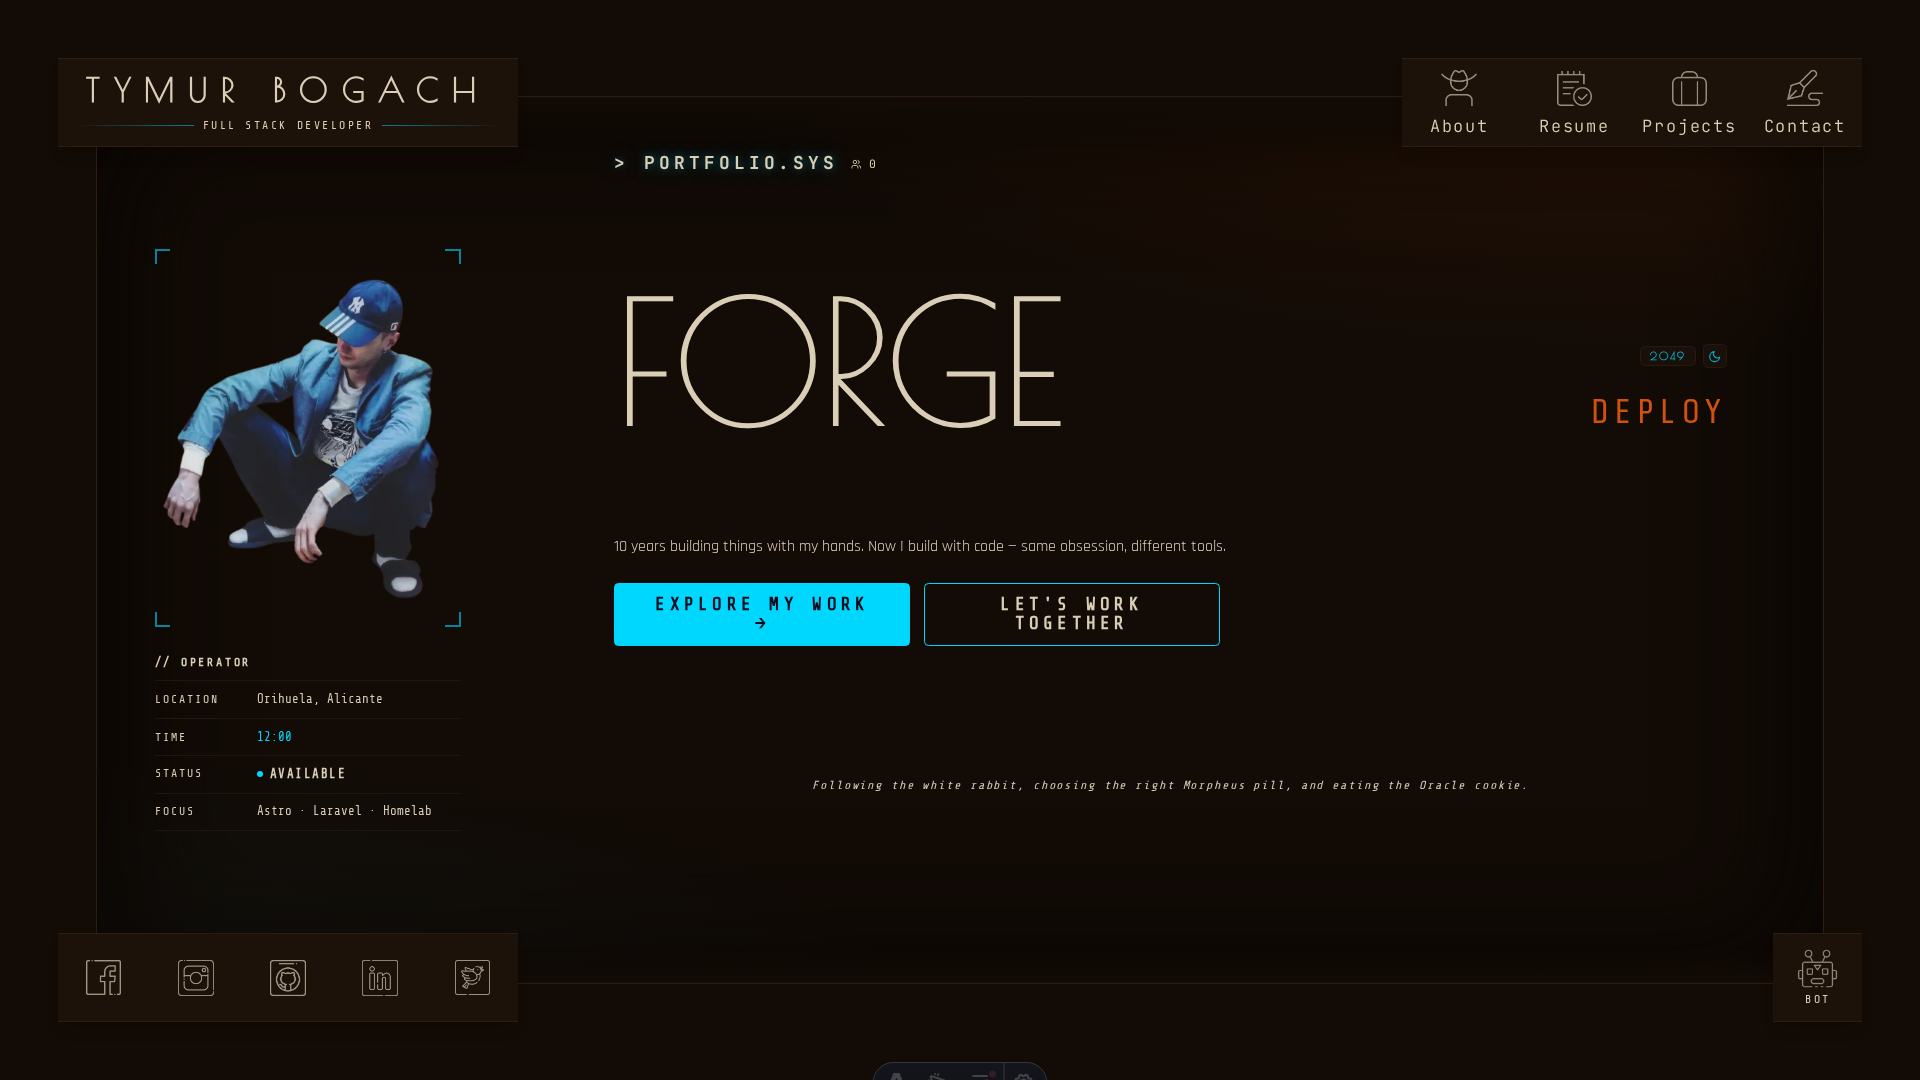 TYMUR BOGACH
FULL STACK DEVELOPER
About
Resume
Projects
Contact
> PORTFOLIO.SYS 0
FORGE
2049
DEPLOY
10 years building things with my hands. Now I build with code — same obsession, different tools.
EXPLORE MY WORK
→
LET'S WORK
TOGETHER
// OPERATOR
LOCATION Orihuela, Alicante
TIME 12:00
STATUS AVAILABLE
FOCUS Astro · Laravel · Homelab
Following the white rabbit, choosing the right Morpheus pill, and eating the Oracle cookie.
BOT